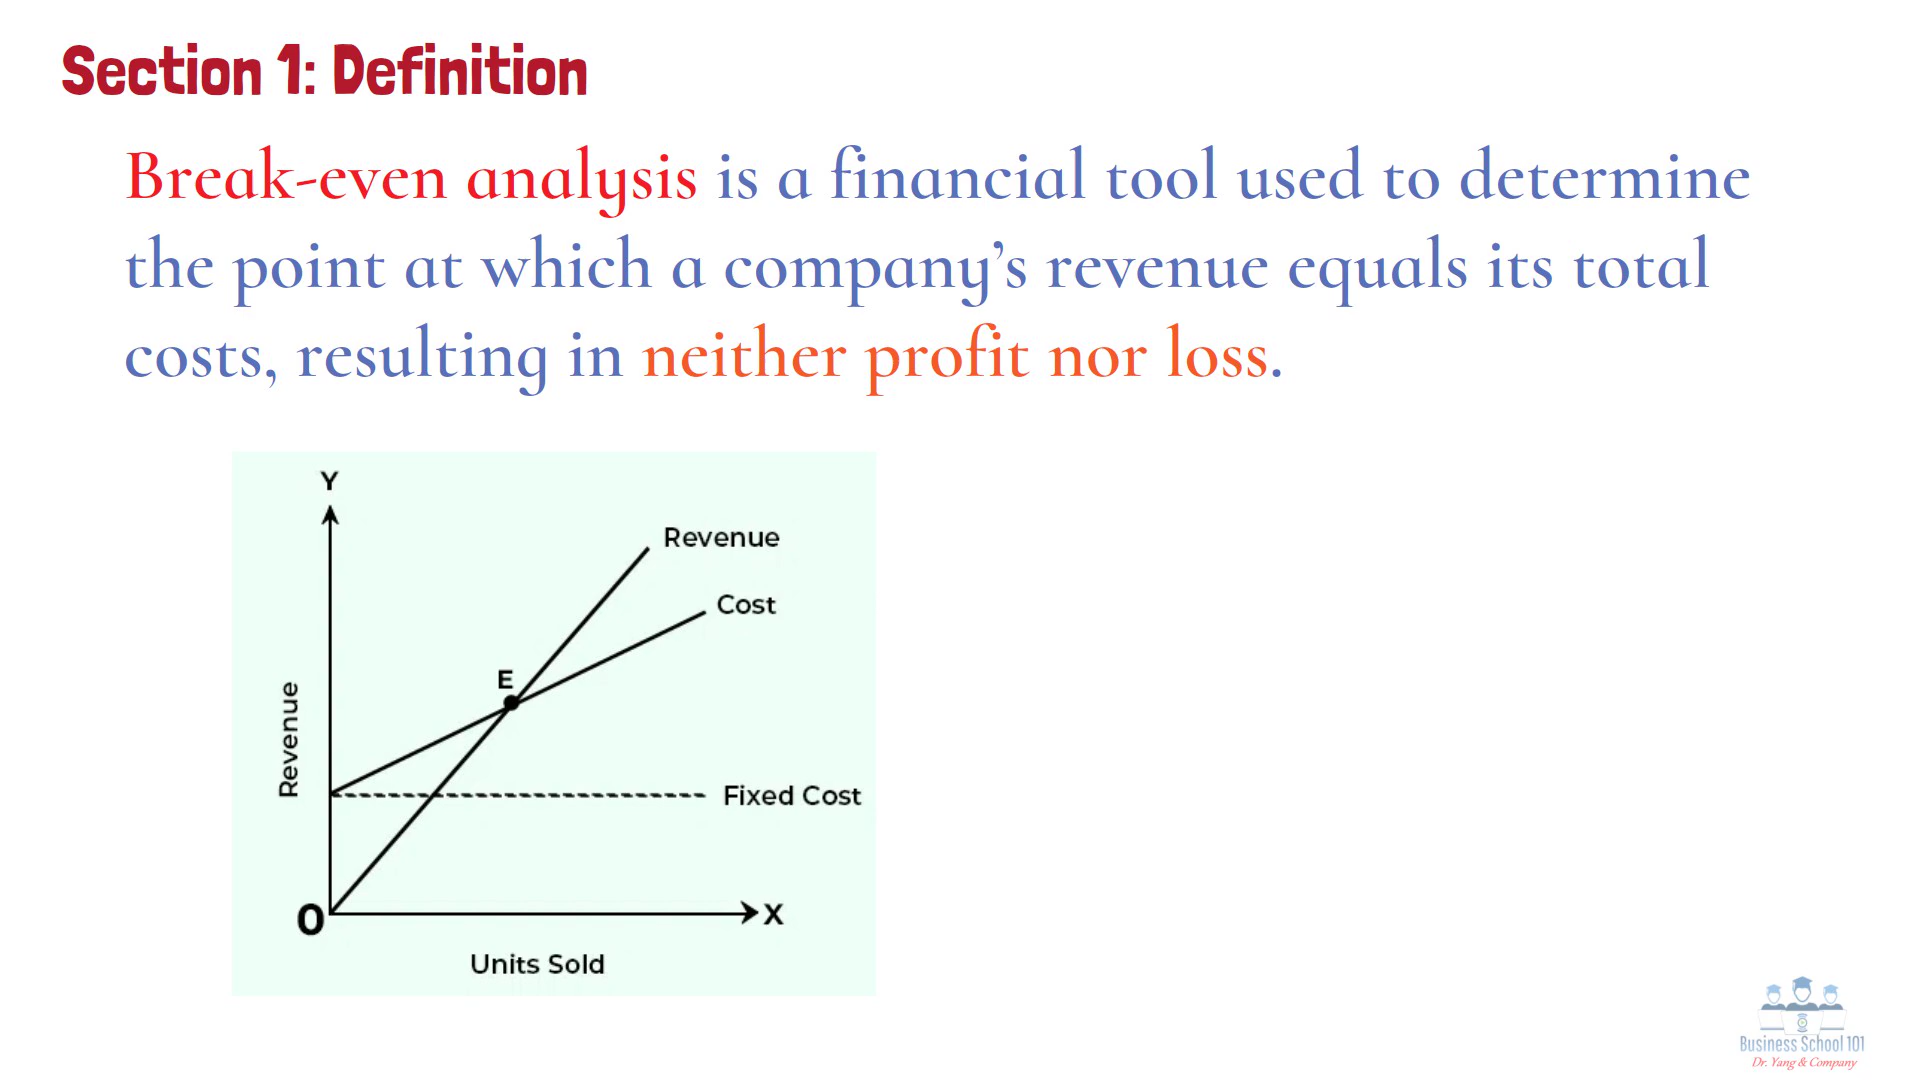 Section 1: Definition
Break-even analysis is a financial tool used to determine
the point at which a company’s revenue equals its total
costs, resulting in neither profit nor loss.
Y
Revenue
Cost
E
Revenue
Fixed Cost
O
X
Units Sold
Business School 101
Dr. Yang & Company